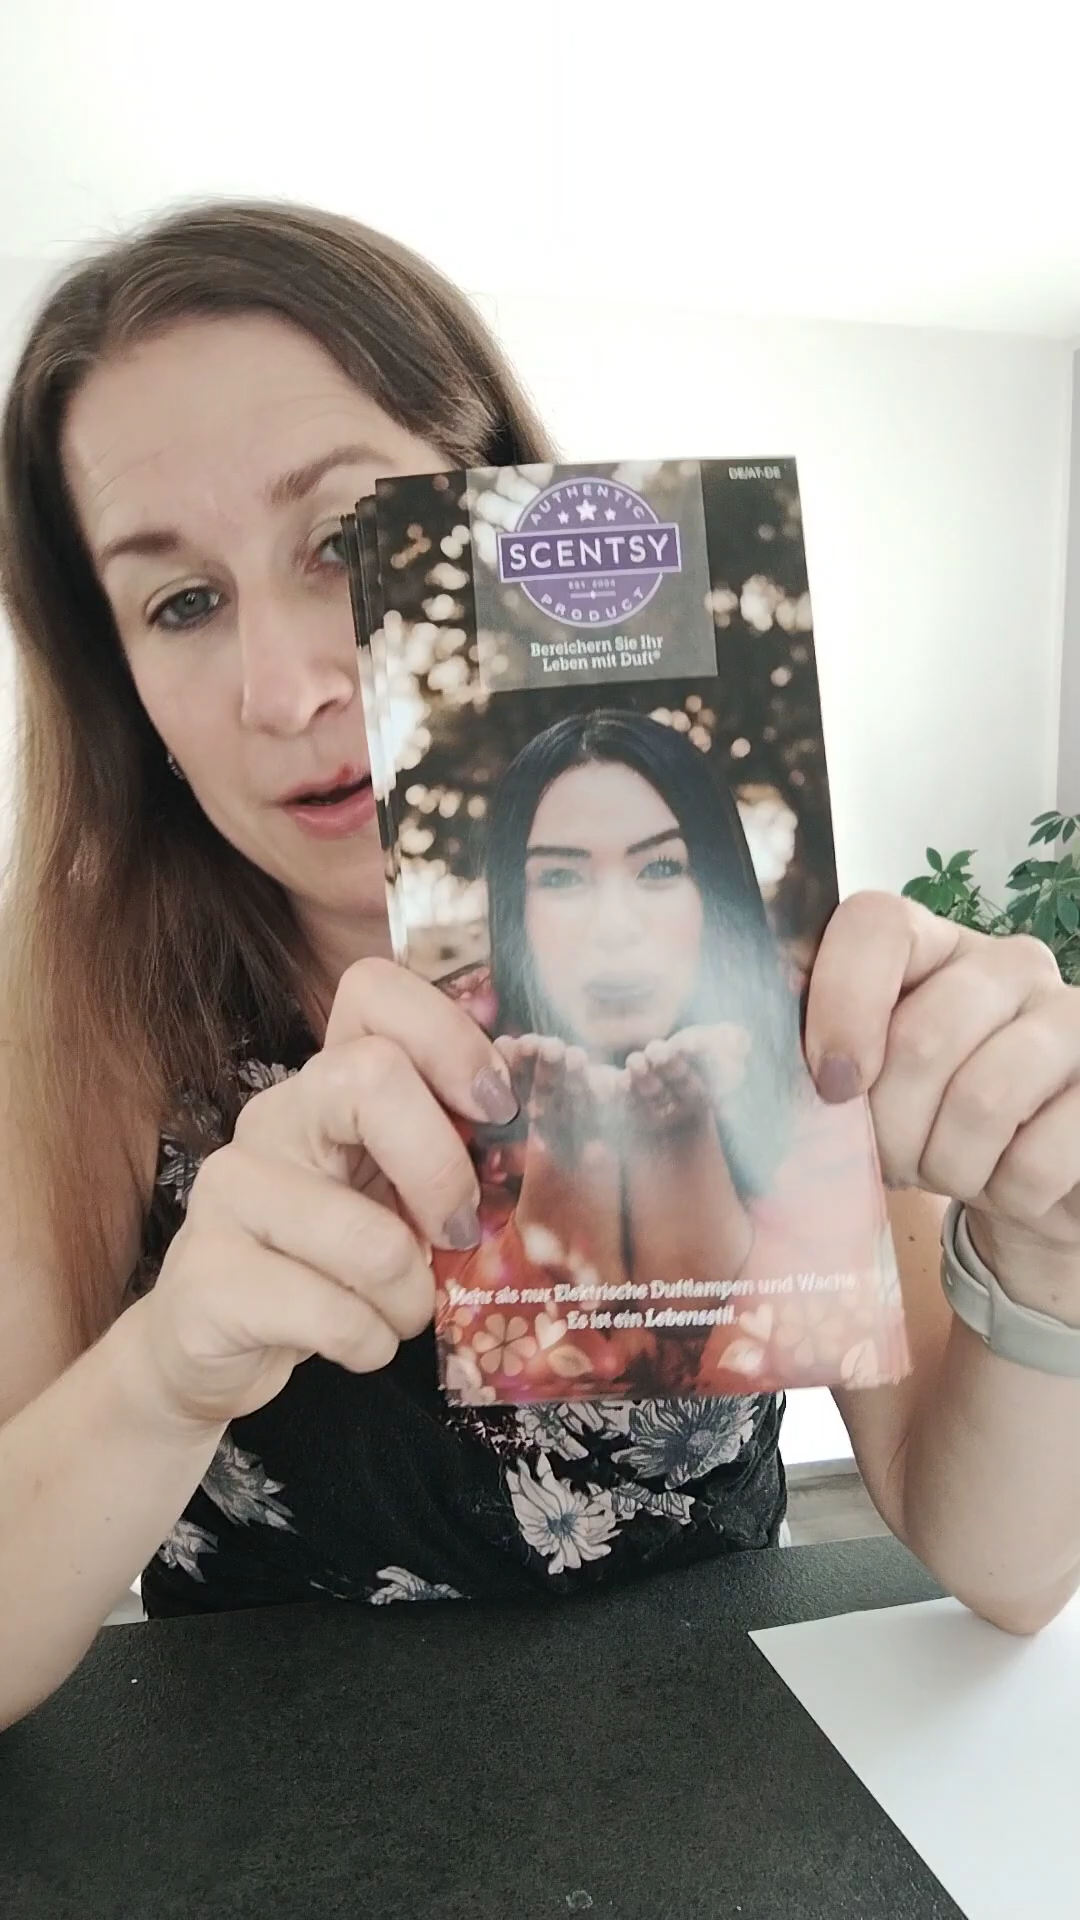 DE/AT-DE
AUTHENTIC
SCENTSY
EST. 2004
PRODUCT
Bereichern Sie Ihr
Leben mit Duft®
Mehr als nur Elektrische Duftlampen und Wachs
Es ist ein Lebensstil.